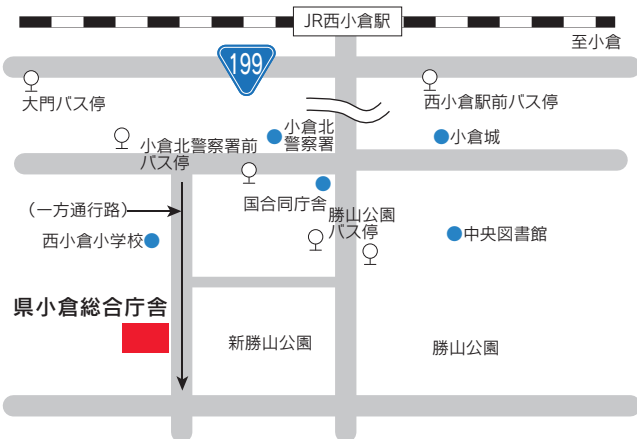 JR西小倉駅
至小倉
199
大門バス停
西小倉駅前バス停
小倉北
警察署
小倉城
小倉北警察署前
バス停
国合同庁舎
（一方通行路）
勝山公園
バス停
西小倉小学校
中央図書館
県小倉総合庁舎
新勝山公園
勝山公園